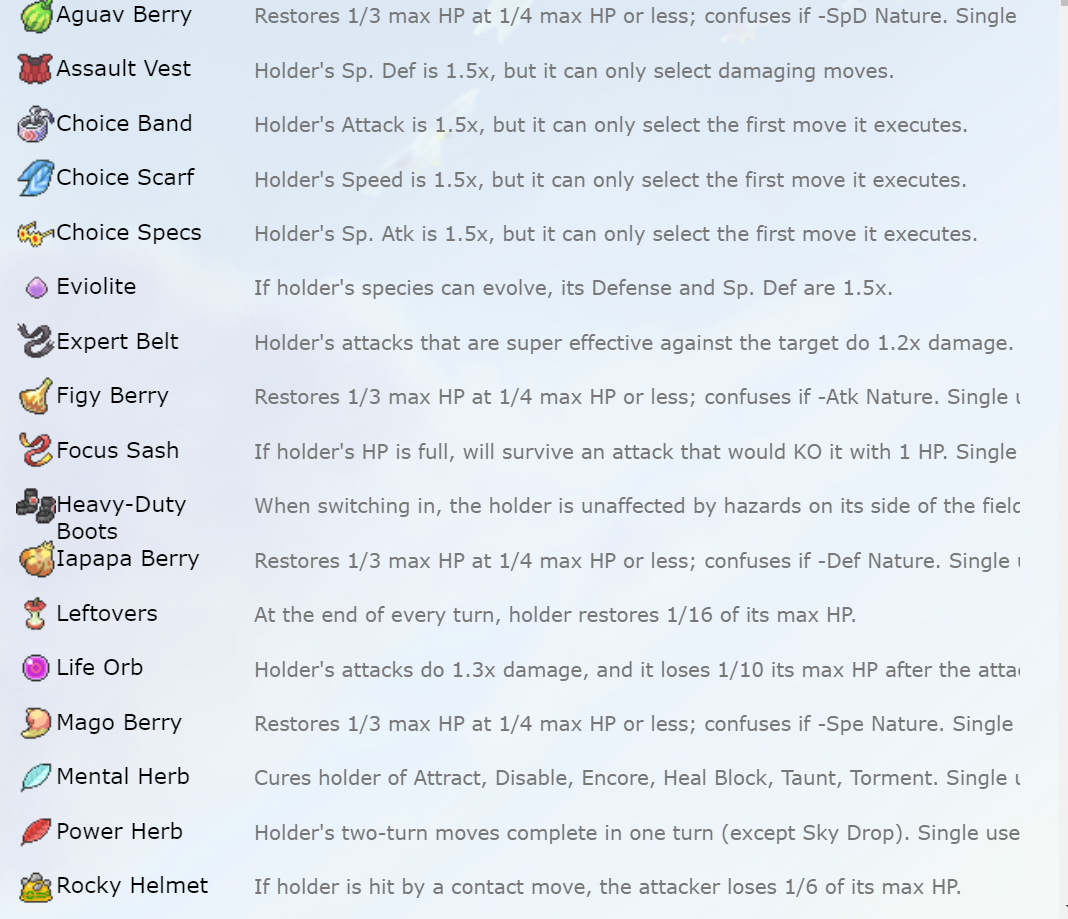 Aguav Berry Restores 1/3 max HP at 1/4 max HP or less; confuses if -SpD Nature. Single
Assault Vest Holder's Sp. Def is 1.5x, but it can only select damaging moves.
Choice Band Holder's Attack is 1.5x, but it can only select the first move it executes.
Choice Scarf Holder's Speed is 1.5x, but it can only select the first move it executes.
Choice Specs Holder's Sp. Atk is 1.5x, but it can only select the first move it executes.
Eviolite If holder's species can evolve, its Defense and Sp. Def are 1.5x.
Expert Belt Holder's attacks that are super effective against the target do 1.2x damage.
Figy Berry Restores 1/3 max HP at 1/4 max HP or less; confuses if -Atk Nature. Single
Focus Sash If holder's HP is full, will survive an attack that would KO it with 1 HP. Single
Heavy-Duty When switching in, the holder is unaffected by hazards on its side of the
Boots
Iapapa Berry Restores 1/3 max HP at 1/4 max HP or less; confuses if -Def Nature. Single
Leftovers At the end of every turn, holder restores 1/16 of its max HP.
Life Orb Holder's attacks do 1.3x damage, and it loses 1/10 its max HP after the
Mago Berry Restores 1/3 max HP at 1/4 max HP or less; confuses if -Spe Nature. Single
Mental Herb Cures holder of Attract, Disable, Encore, Heal Block, Taunt, Torment. Single
Power Herb Holder's two-turn moves complete in one turn (except Sky Drop). Single use
Rocky Helmet If holder is hit by a contact move, the attacker loses 1/6 of its max HP.